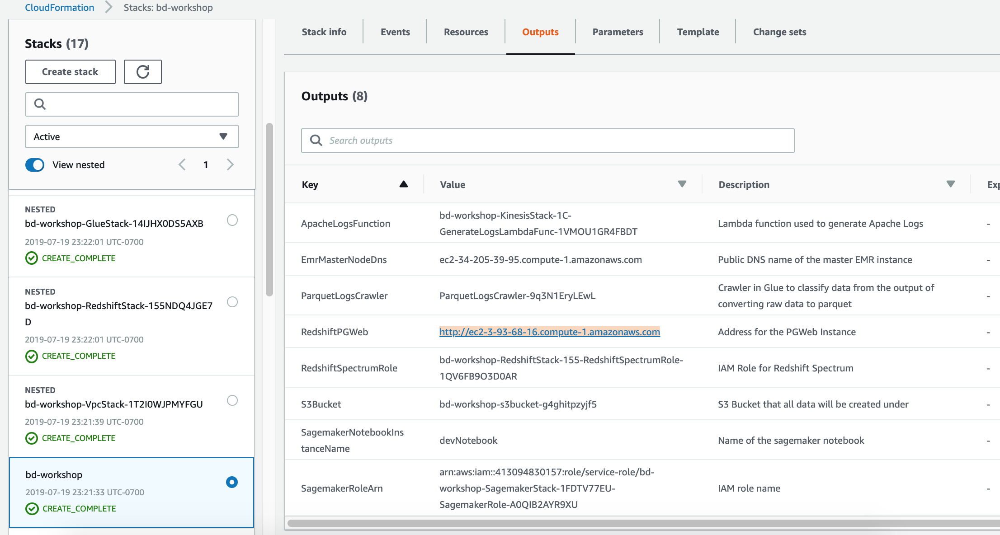 CloudFormation
Stacks: bd-workshop
Stacks (17)
Create stack
Active
View nested
1
NESTED
bd-workshop-GlueStack-14IJHX0DS5AXB
2019-07-19 23:22:01 UTC-0700
CREATE_COMPLETE
NESTED
bd-workshop-RedshiftStack-155NDQ4JGE7
D
2019-07-19 23:22:01 UTC-0700
CREATE_COMPLETE
NESTED
bd-workshop-VpcStack-1T2I0WJPMYFGU
2019-07-19 23:21:39 UTC-0700
CREATE_COMPLETE
bd-workshop
2019-07-19 23:21:33 UTC-0700
CREATE_COMPLETE
Stack info
Events
Resources
Outputs
Parameters
Template
Change sets
Outputs (8)
Search outputs
Key
Value
Description
Exp
ApacheLogsFunction
bd-workshop-KinesisStack-1C-
GenerateLogsLambdaFunc-1VMOU1GR4FBDT
Lambda function used to generate Apache Logs
-
EmrMasterNodeDns
ec2-34-205-39-95.compute-1.amazonaws.com
Public DNS name of the master EMR instance
-
ParquetLogsCrawler
ParquetLogsCrawler-9q3N1EryLEwL
Crawler in Glue to classify data from the output of
converting raw data to parquet
-
RedshiftPGWeb
http://ec2-3-93-68-16.compute-1.amazonaws.com
Address for the PGWeb Instance
-
RedshiftSpectrumRole
bd-workshop-RedshiftStack-155-RedshiftSpectrumRole-
1QV6FB9O3D0AR
IAM Role for Redshift Spectrum
-
S3Bucket
bd-workshop-s3bucket-g4ghitpzyjf5
S3 Bucket that all data will be created under
-
SagemakerNotebookIns
tanceName
devNotebook
Name of the sagemaker notebook
-
SagemakerRoleArn
arn:aws:iam::413094830157:role/service-role/bd-
workshop-SagemakerStack-1FDTV77EU-
SagemakerRole-A0QIB2AYR9XU
IAM role name
-